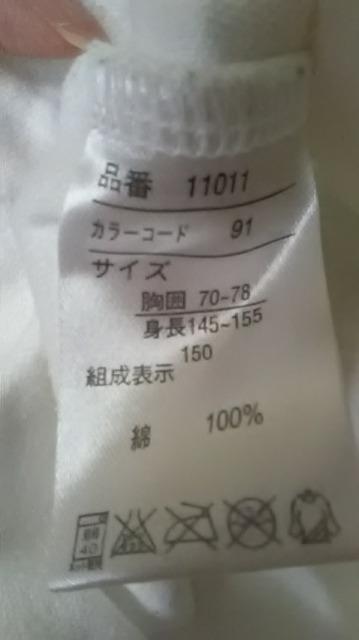 品番 11011
カラーコード 91
サイズ
胸囲 70-78
身長145~155
150
組成表示
綿 100%
40